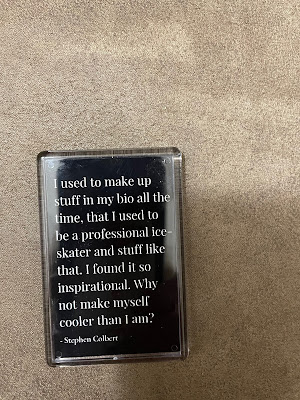 I used to make up
stuff in my bio all the
time, that I used to
be a professional ice-
skater and stuff like
that. I found it so
inspirational. Why
not make myself
cooler than I am?
- Stephen Colbert